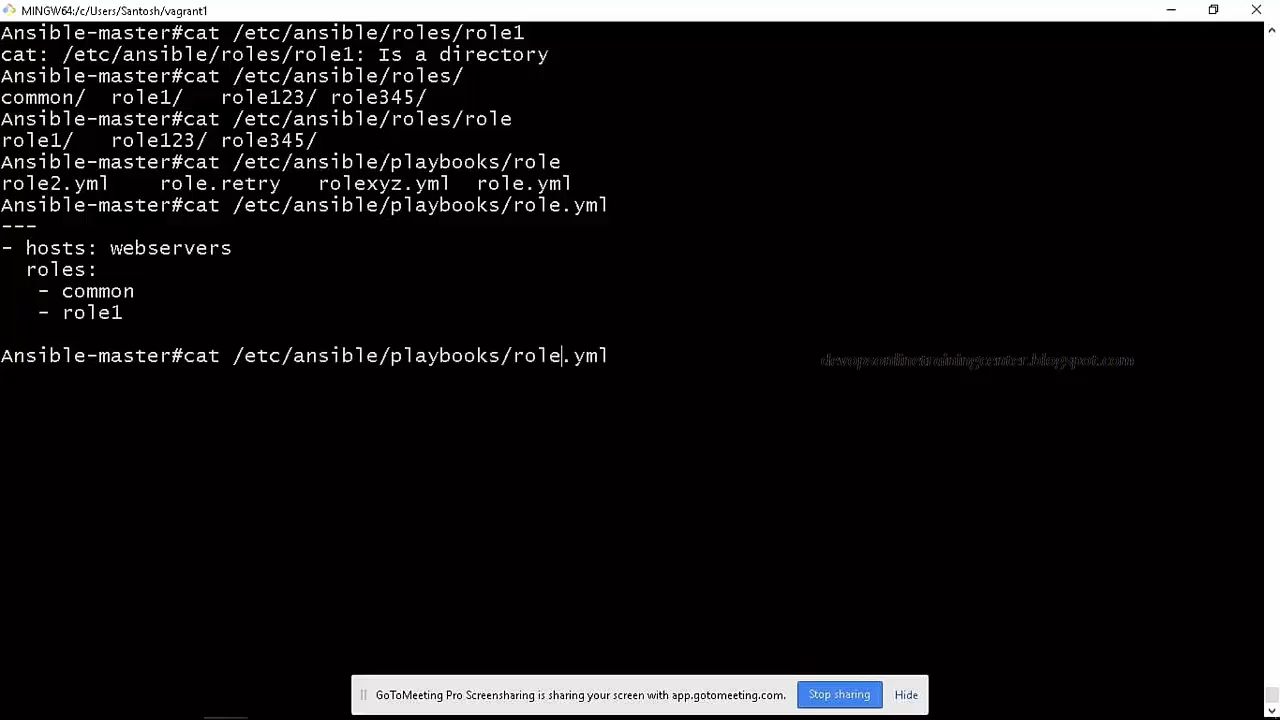 MINGW64:/c/Users/Santosh/vagrant1
Ansible-master#cat /etc/ansible/roles/role1
cat: /etc/ansible/roles/role1: Is a directory
Ansible-master#cat /etc/ansible/roles/
common/ role1/ role123/ role345/
Ansible-master#cat /etc/ansible/roles/role
role1/ role123/ role345/
Ansible-master#cat /etc/ansible/playbooks/role
role2.yml role.retry rolexyz.yml role.yml
Ansible-master#cat /etc/ansible/playbooks/role.yml
---
- hosts: webservers
  roles:
   - common
   - role1
Ansible-master#cat /etc/ansible/playbooks/role.yml
devopsonlinetrainingcenter.blogspot.com
GoToMeeting Pro Screensharing is sharing your screen with app.gotomeeting.com. Stop sharing Hide